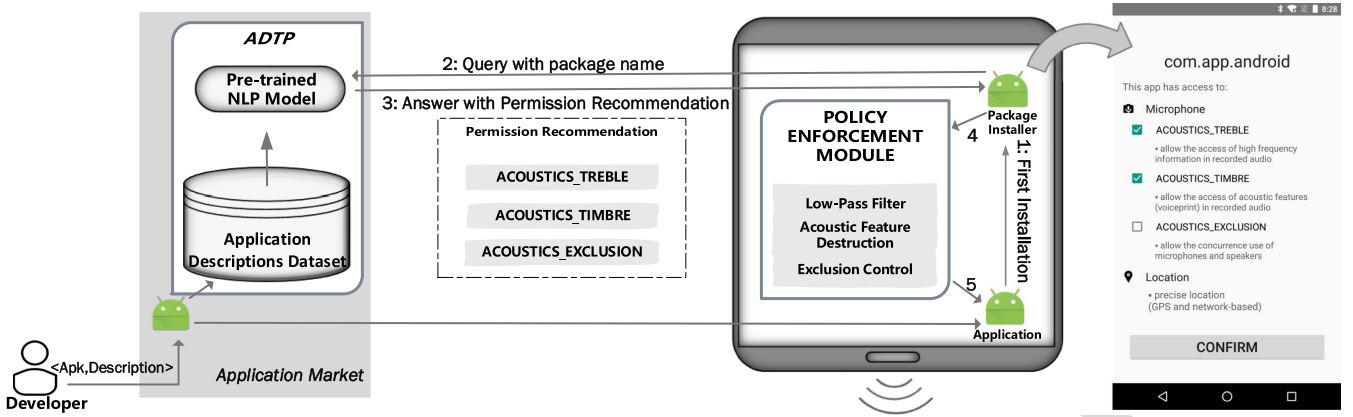 ADTP
Pre-trained
NLP Model
Application
Descriptions Dataset
<Apk,Description>
Developer
Application Market
2: Query with package name
3: Answer with Permission Recommendation
Permission Recommendation
ACOUSTICS_TREBLE
ACOUSTICS_TIMBRE
ACOUSTICS_EXCLUSION
POLICY
ENFORCEMENT
MODULE
Low-Pass Filter
Acoustic Feature
Destruction
Exclusion Control
Package
Installer
4
1: First Installation
5
Application
8:28
com.app.android
This app has access to:
Microphone
ACOUSTICS_TREBLE
▪ allow the access of high frequency
information in recorded audio
ACOUSTICS_TIMBRE
▪ allow the access of acoustic features
(voiceprint) in recorded audio
ACOUSTICS_EXCLUSION
▪ allow the concurrence use of
microphones and speakers
Location
▪ precise location
(GPS and network-based)
CONFIRM